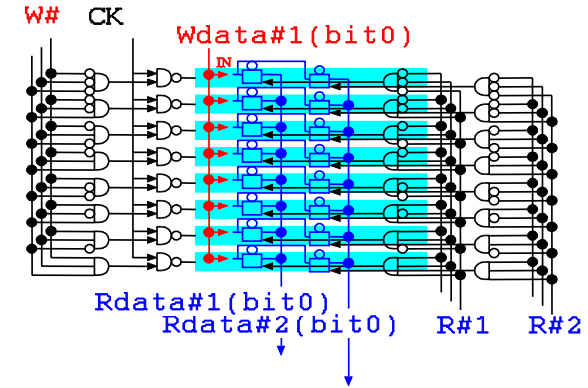 W#
CK
Wdata#1(bit0)
IN
Rdata#1(bit0)
Rdata#2(bit0)
R#1
R#2